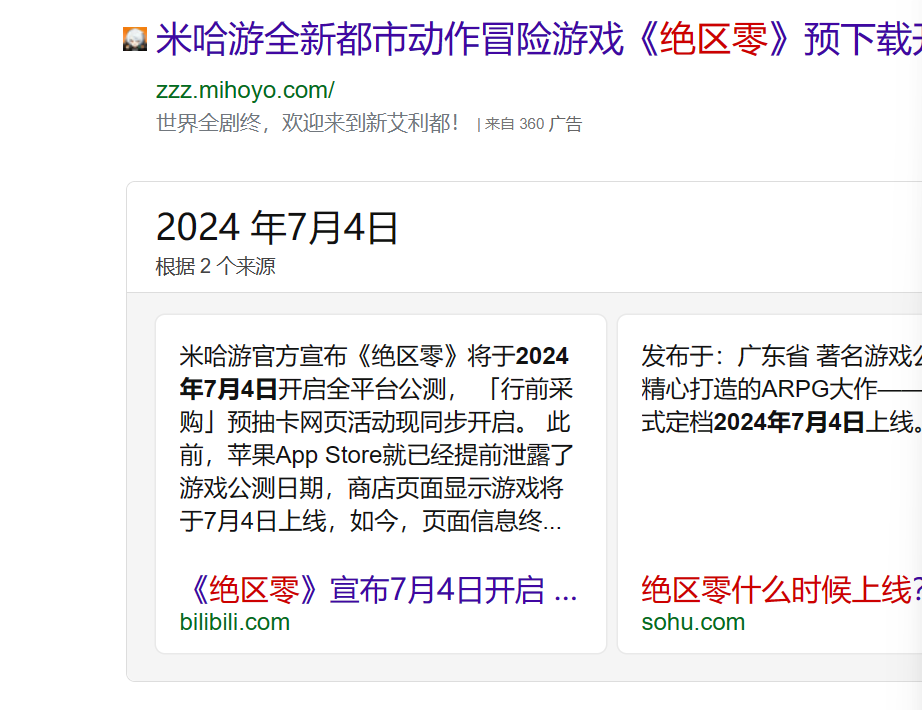 米哈游全新都市动作冒险游戏《绝区零》预下载
zzz.mihoyo.com/
世界全剧终，欢迎来到新艾利都！ | 来自 360 广告
2024 年7月4日
根据 2 个来源
米哈游官方宣布《绝区零》将于2024
年7月4日开启全平台公测，「行前采
购」预抽卡网页活动现同步开启。 此
前，苹果App Store就已经提前泄露了
游戏公测日期，商店页面显示游戏将
于7月4日上线，如今，页面信息终...
《绝区零》宣布7月4日开启 ...
bilibili.com
发布于：广东省 著名游戏公
精心打造的ARPG大作——
式定档2024年7月4日上线。
绝区零什么时候上线?
sohu.com